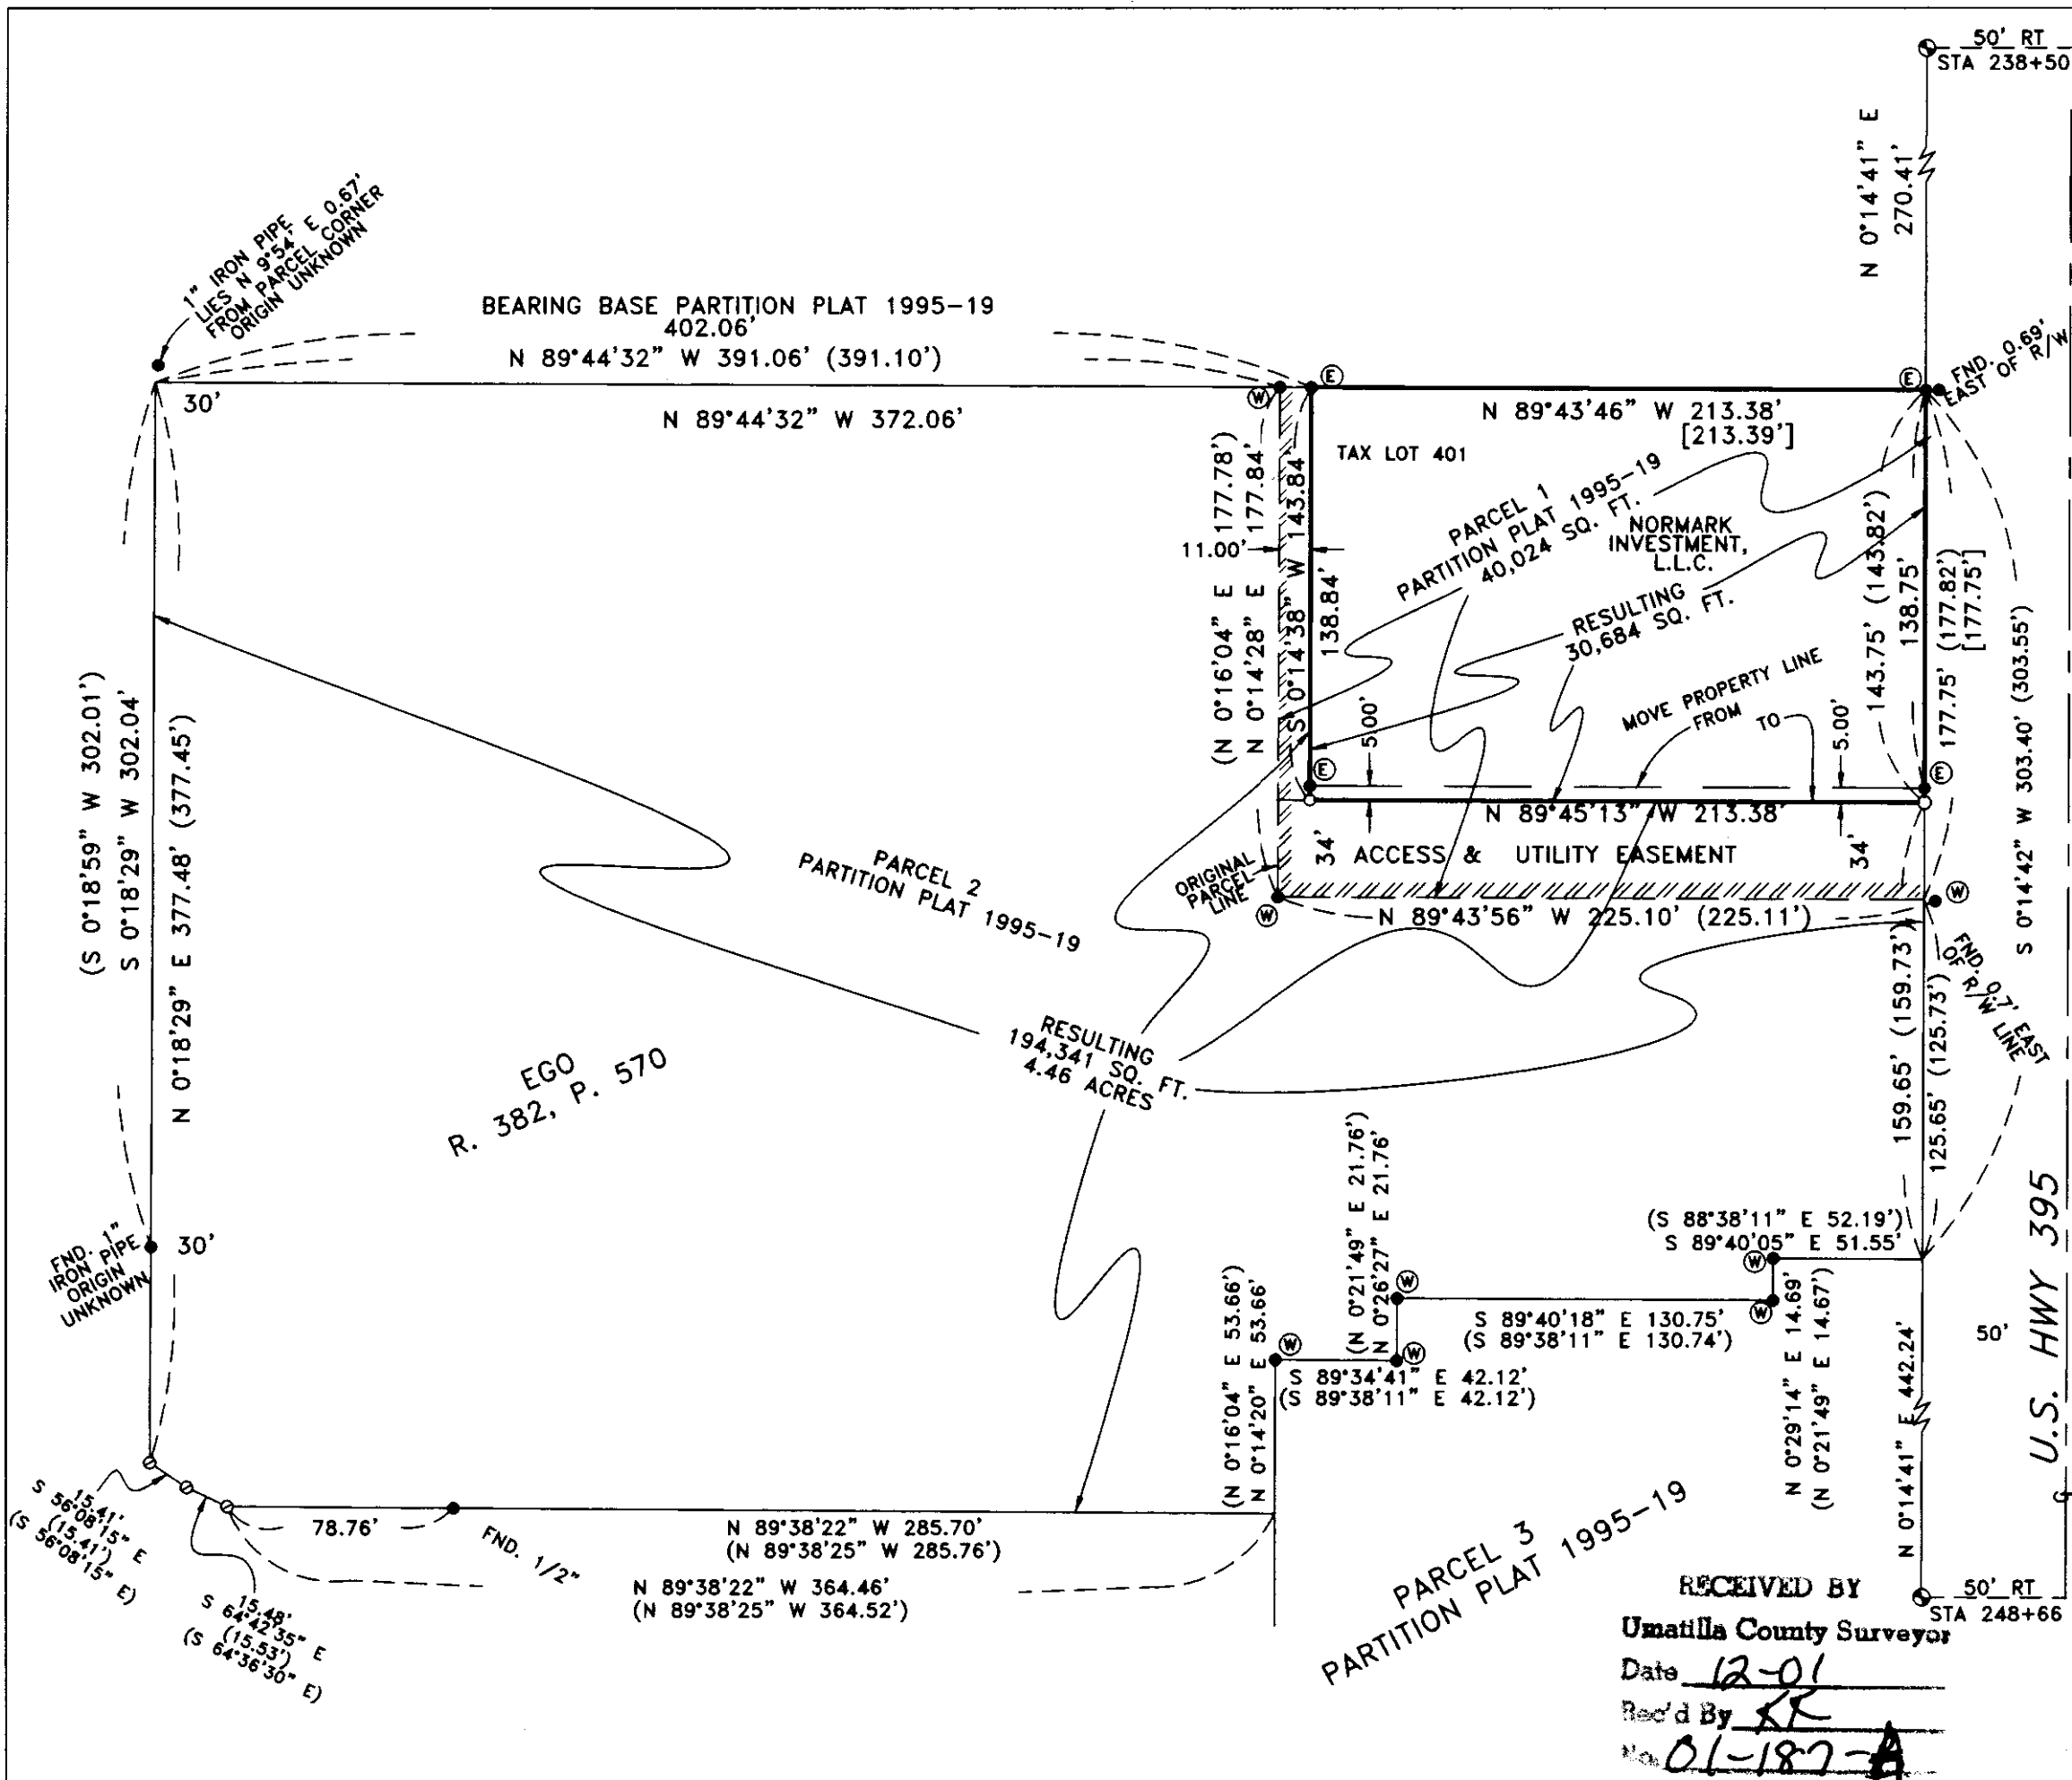 50' RT
STA 238+50
N 0°14'41" E
270.41'
1" IRON PIPE
LIES N 9°54' E 0.67'
FROM PARCEL CORNER
ORIGIN UNKNOWN
BEARING BASE PARTITION PLAT 1995-19
402.06'
N 89°44'32" W 391.06' (391.10')
30'
N 89°44'32" W 372.06'
W
E
E
FND. 0.69'
EAST OF R/W
N 89°43'46" W 213.38'
[213.39']
TAX LOT 401
PARCEL 1
PARTITION PLAT 1995-19
40,024 SQ. FT.
NORMARK
INVESTMENT,
L.L.C.
RESULTING
30,684 SQ. FT.
(N 0°16'04" E 177.78')
N 0°14'28" E 177.84'
11.00'
S 0°14'38" W 143.84'
138.84'
143.75' (143.82')
138.75'
177.75' (177.82')
[177.75']
S 0°14'42" W 303.40' (303.55')
MOVE PROPERTY LINE
FROM TO
5.00'
5.00'
E
E
N 89°45'13" W 213.38'
34'
ACCESS & UTILITY EASEMENT
34'
ORIGINAL
PARCEL
LINE
W
W
N 89°43'56" W 225.10' (225.11')
FND. 0.7' EAST
OF R/W LINE
(S 0°18'59" W 302.01')
S 0°18'29" W 302.04'
N 0°18'29" E 377.48' (377.45')
PARCEL 2
PARTITION PLAT 1995-19
RESULTING
194,341 SQ. FT.
4.46 ACRES
EGO
R. 382, P. 570
159.65' (159.73')
125.65' (125.73')
U.S. HWY 395
FND. 1"
IRON PIPE
ORIGIN
UNKNOWN
30'
(N 0°16'04" E 53.66')
N 0°14'20" E 53.66'
(N 0°21'49" E 21.76')
N 0°26'27" E 21.76'
(S 88°38'11" E 52.19')
S 89°40'05" E 51.55'
W
W
W
W
W
S 89°40'18" E 130.75'
(S 89°38'11" E 130.74')
S 89°34'41" E 42.12'
(S 89°38'11" E 42.12')
N 0°29'14" E 14.69'
(N 0°21'49" E 14.67')
N 0°14'41" E 442.24'
50'
15.41'
S 56°08'15" E
(15.41')
(S 56°08'15" E)
15.48'
S 64°42'35" E
(15.53')
(S 64°36'30" E)
78.76'
FND. 1/2"
N 89°38'22" W 285.70'
(N 89°38'25" W 285.76')
N 89°38'22" W 364.46'
(N 89°38'25" W 364.52')
PARCEL 3
PARTITION PLAT 1995-19
50' RT
STA 248+66
RECEIVED BY
Umatilla County Surveyor
Date 12-01
Rec'd By KK
No. 01-187-A